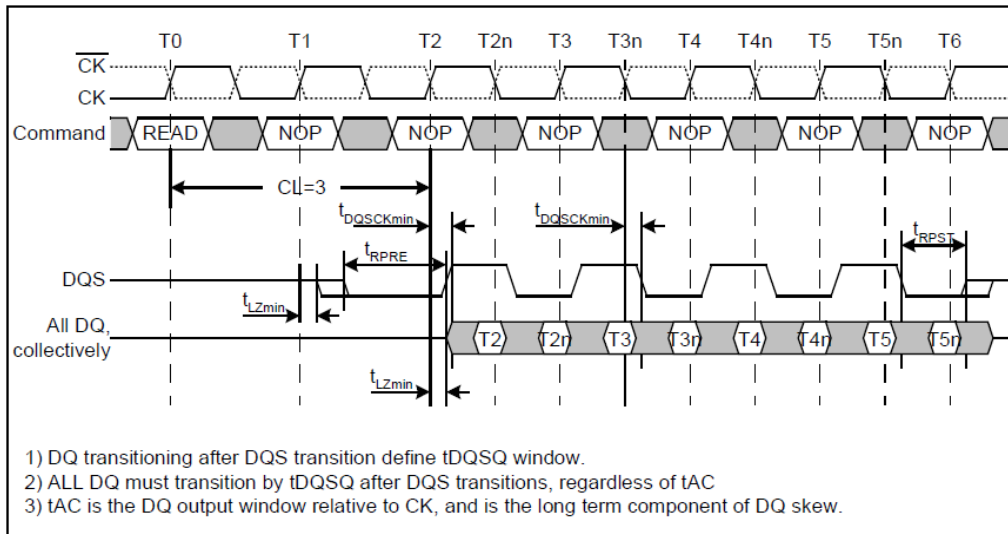 T0 T1 T2 T2n T3 T3n T4 T4n T5 T5n T6
CK
CK
Command READ NOP NOP NOP NOP NOP NOP
CL=3
tDQSCKmin tDQSCKmin
tRPRE tRPST
DQS
tLZmin
All DQ,
collectively T2 T2n T3 T3n T4 T4n T5 T5n
tLZmin
1) DQ transitioning after DQS transition define tDQSQ window.
2) ALL DQ must transition by tDQSQ after DQS transitions, regardless of tAC
3) tAC is the DQ output window relative to CK, and is the long term component of DQ skew.